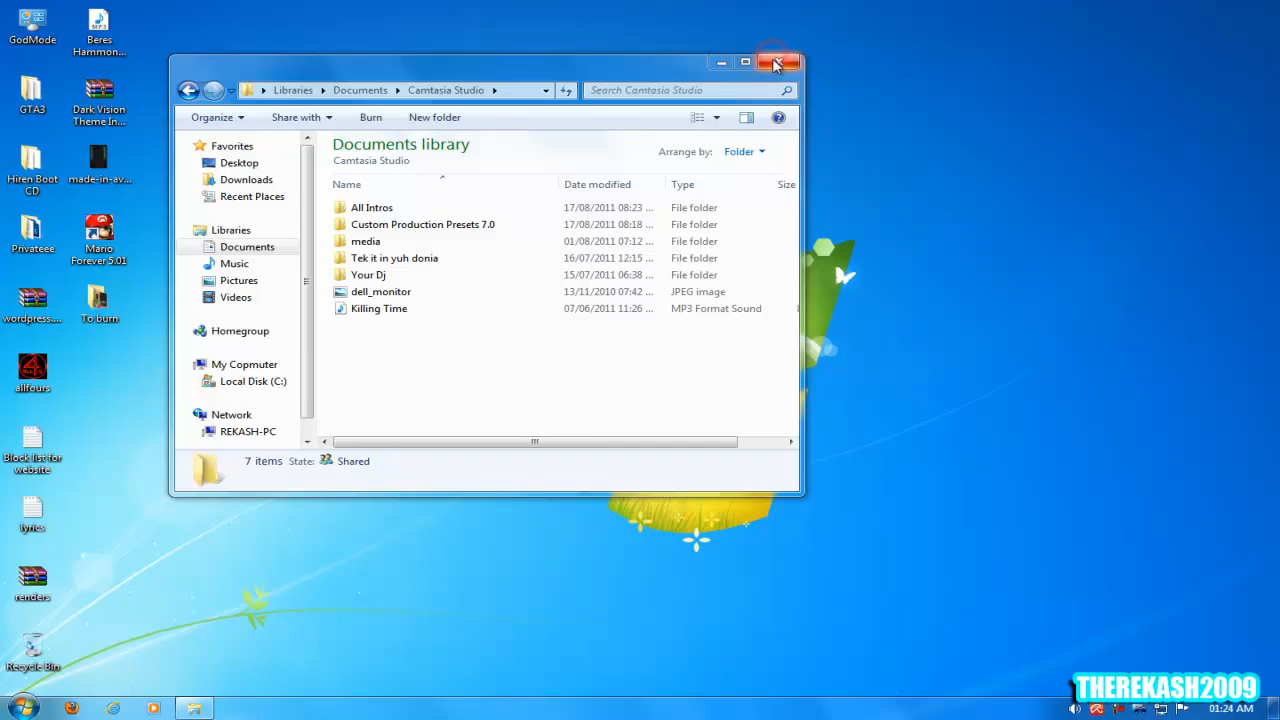 GodMode
Beres
Hammon...
GTA3
Dark Vision
Theme In...
Hiren Boot
CD
made-in-av...
Privateee
Mario
Forever 5.01
wordpress....
To burn
allfours
Block list for
website
lyrics
renders
Recycle Bin
Libraries
Documents
Camtasia Studio
Search Camtasia Studio
Organize
Share with
Burn
New folder
Favorites
Desktop
Downloads
Recent Places
Libraries
Documents
Music
Pictures
Videos
Homegroup
My Copmuter
Local Disk (C:)
Network
REKASH-PC
Documents library
Camtasia Studio
Arrange by: Folder
Name Date modified Type Size
All Intros 17/08/2011 08:23 ... File folder
Custom Production Presets 7.0 17/08/2011 08:18 ... File folder
media 01/08/2011 07:12 ... File folder
Tek it in yuh donia 16/07/2011 12:15 ... File folder
Your Dj 15/07/2011 06:38 ... File folder
dell_monitor 13/11/2010 07:42 ... JPEG image
Killing Time 07/06/2011 11:26 ... MP3 Format Sound
7 items State: Shared
THEREKASH2009
01:24 AM